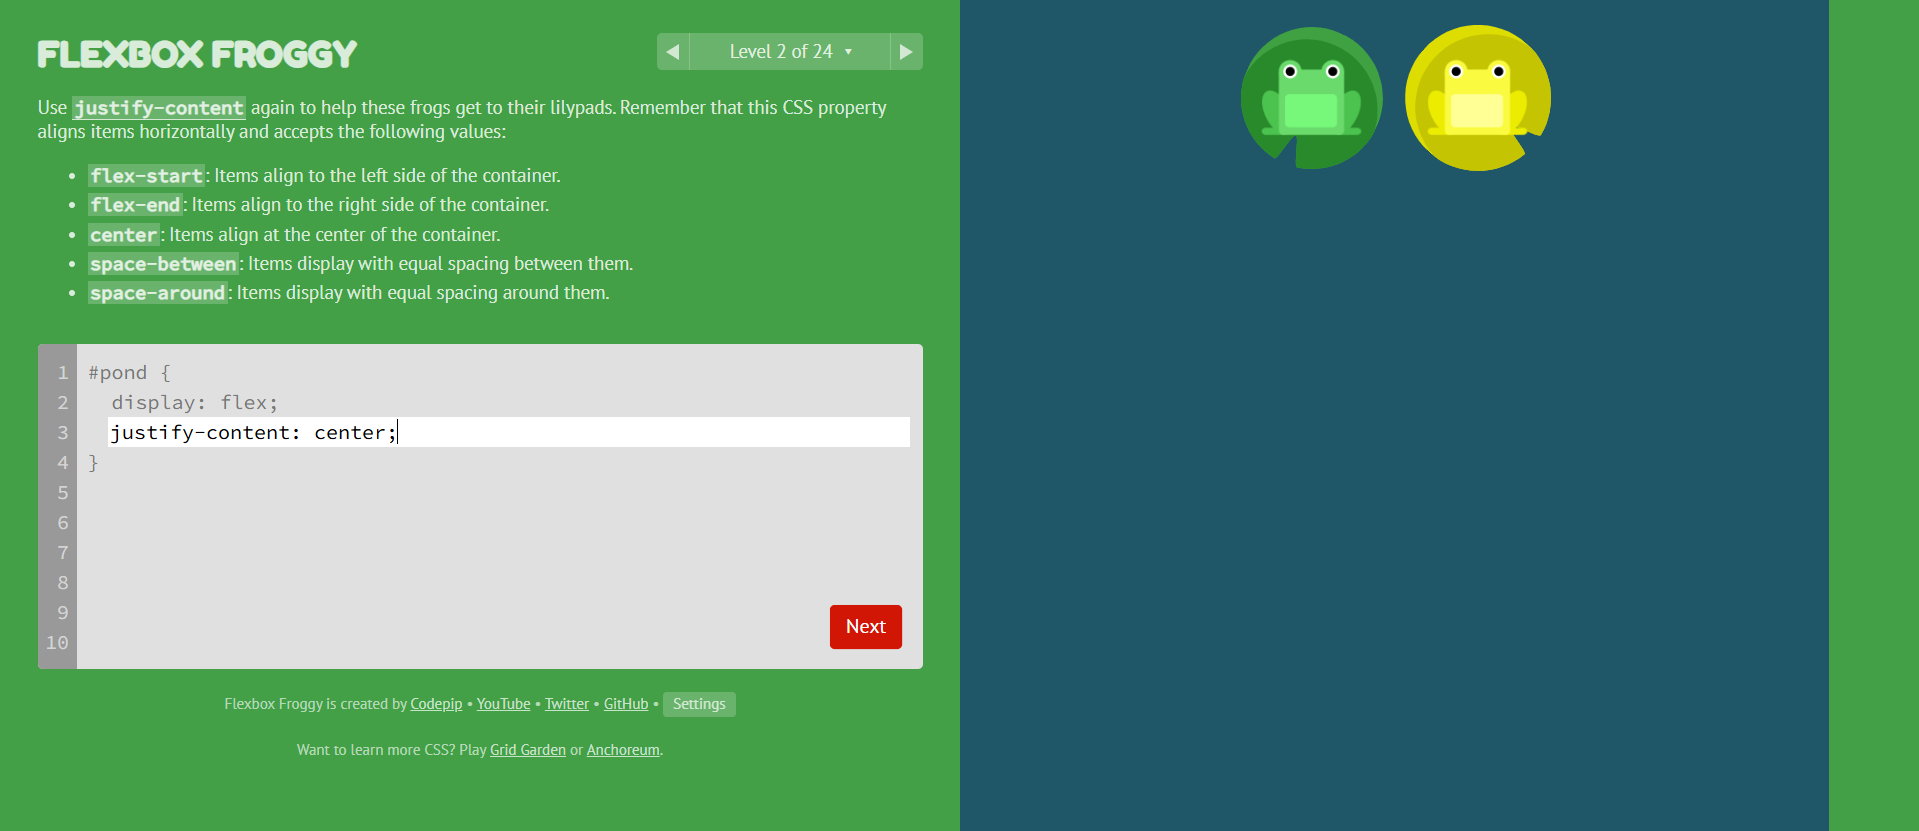 FLEXBOX FROGGY
Level 2 of 24 ▾
Use justify-content again to help these frogs get to their lilypads. Remember that this CSS property
aligns items horizontally and accepts the following values:
• flex-start: Items align to the left side of the container.
• flex-end: Items align to the right side of the container.
• center: Items align at the center of the container.
• space-between: Items display with equal spacing between them.
• space-around: Items display with equal spacing around them.
1 #pond {
2 display: flex;
3 justify-content: center;
4 }
5
6
7
8
9
10
Next
Flexbox Froggy is created by Codepip • YouTube • Twitter • GitHub • Settings
Want to learn more CSS? Play Grid Garden or Anchoreum.